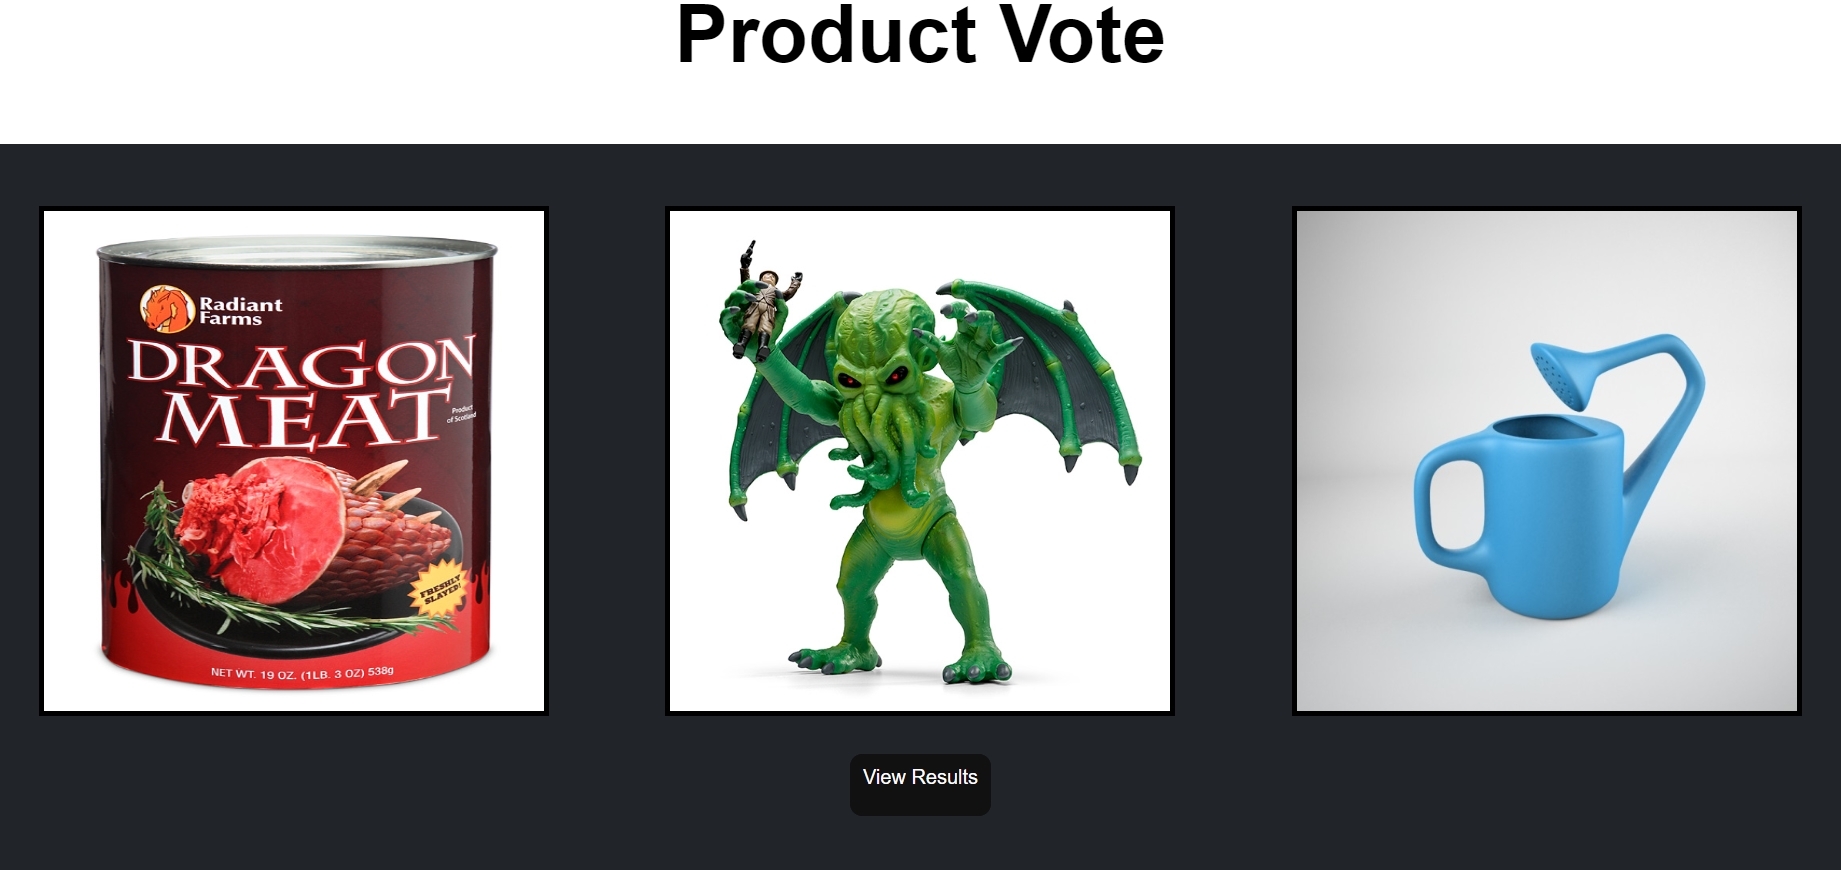 Product Vote
Radiant
Farms
DRAGON
MEAT
Product
of Scotland
FRESHLY
SLAYED!
NET WT. 19 OZ. (1LB. 3 OZ) 538g
View Results